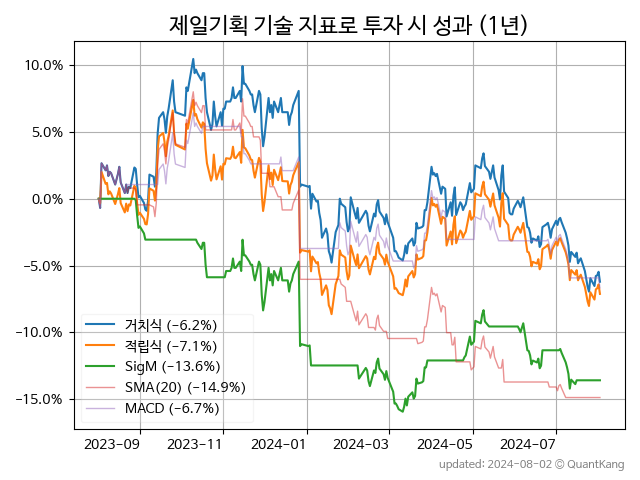 제일기획 기술 지표로 투자 시 성과 (1년)
10.0%
5.0%
0.0%
−5.0%
−10.0%
−15.0%
거치식 (−6.2%)
적립식 (−7.1%)
SigM (−13.6%)
SMA(20) (−14.9%)
MACD (−6.7%)
2023-09 2023-11 2024-01 2024-03 2024-05 2024-07
updated: 2024-08-02 © QuantKang